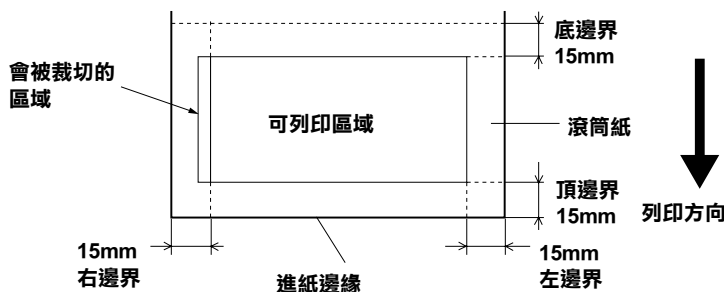 底邊界
15mm
會被裁切的
區域
可列印區域
滾筒紙
頂邊界
15mm
列印方向
15mm
右邊界
進紙邊緣
15mm
左邊界